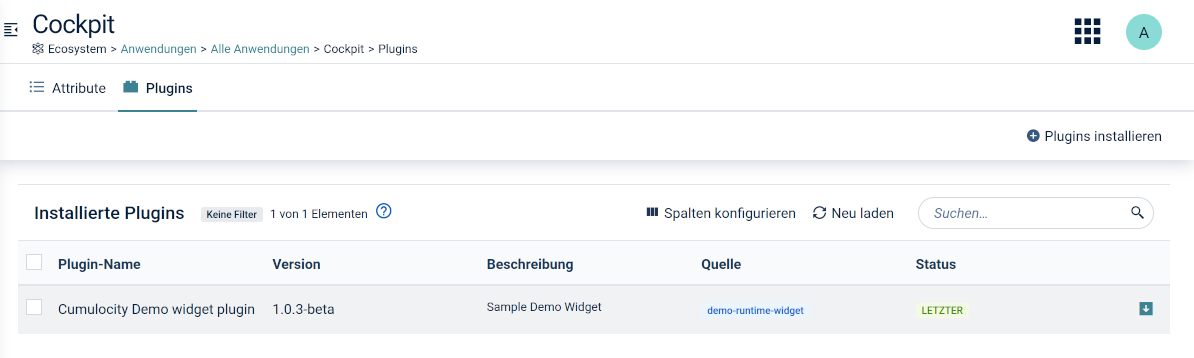 Cockpit
Ecosystem > Anwendungen > Alle Anwendungen > Cockpit > Plugins
A
Attribute Plugins
Plugins installieren
Installierte Plugins Keine Filter 1 von 1 Elementen ? Spalten konfigurieren Neu laden Suchen...
Plugin-Name Version Beschreibung Quelle Status
Cumulocity Demo widget plugin 1.0.3-beta Sample Demo Widget demo-runtime-widget LETZTER